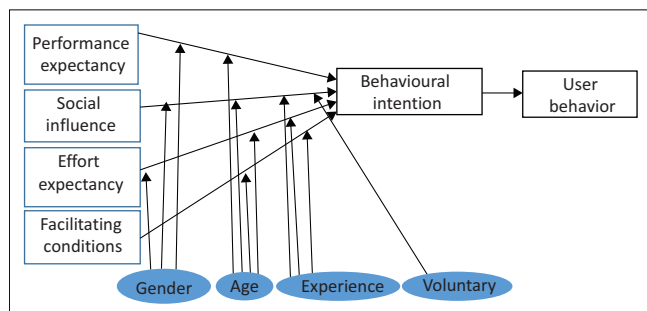 Performance
expectancy
Social
influence
Effort
expectancy
Facilitating
conditions
Behavioural
intention
User
behavior
Gender
Age
Experience
Voluntary